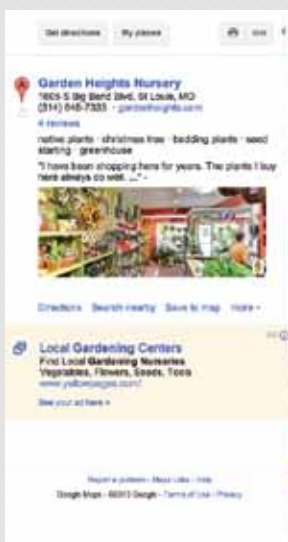 Get directions My places
A
Garden Heights Nursery
1605 S Big Bend Blvd, St Louis, MO
(314) 645-7333 - gardenheights.com
4 reviews
native plants · christmas tree · bedding plants · seed
starting · greenhouse
"I have been shopping here for years. The plants I buy
here always do well. ..." -
Directions Search nearby Save to map more
Local Gardening Centers
Find Local Gardening Nurseries
Vegetables, Flowers, Seeds, Tools
www.yellowpages.com/
See your ad here »
Report a problem - Maps Labs - Help
Google Maps - ©2013 Google - Terms of Use - Privacy